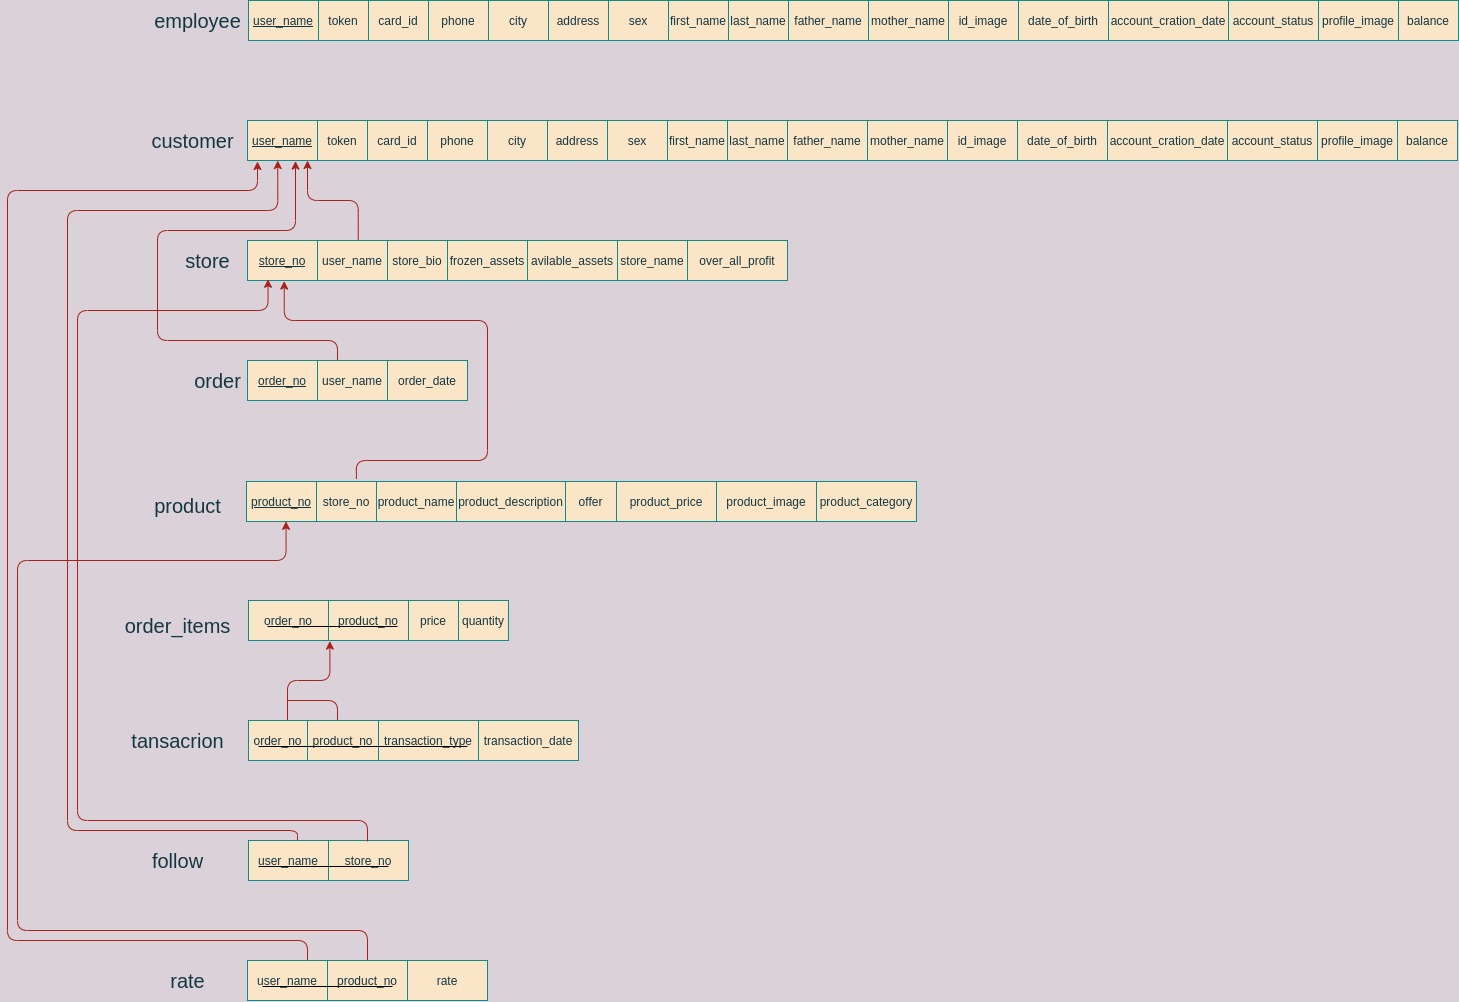 employee user_name token card_id phone city address sex first_name last_name father_name mother_name id_image date_of_birth account_cration_date account_status profile_image balance
customer user_name token card_id phone city address sex first_name last_name father_name mother_name id_image date_of_birth account_cration_date account_status profile_image balance
store store_no user_name store_bio frozen_assets avilable_assets store_name over_all_profit
order order_no user_name order_date
product product_no store_no product_name product_description offer product_price product_image product_category
order_items order_no product_no price quantity
tansacrion order_no product_no transaction_type transaction_date
follow user_name store_no
rate user_name product_no rate